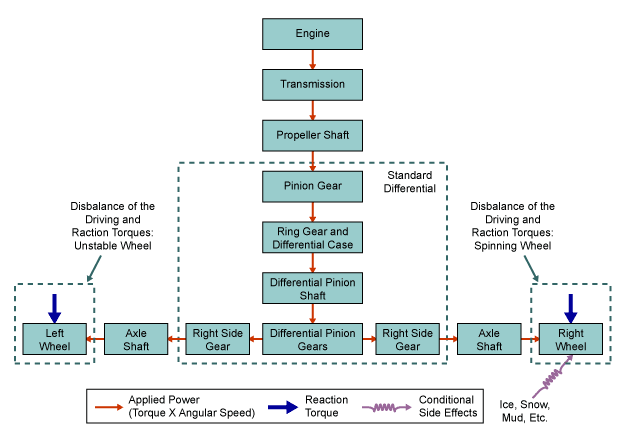 Engine
Transmission
Propeller Shaft
Standard
Differential
Pinion Gear
Disbalance of the
Driving and
Raction Torques:
Unstable Wheel
Disbalance of the
Driving and
Raction Torques:
Spinning Wheel
Ring Gear and
Differential Case
Differential Pinion
Shaft
Left
Wheel
Axle
Shaft
Right Side
Gear
Differential Pinion
Gears
Right Side
Gear
Axle
Shaft
Right
Wheel
Applied Power
(Torque X Angular Speed)
Reaction
Torque
Conditional
Side Effects
Ice, Snow,
Mud, Etc.